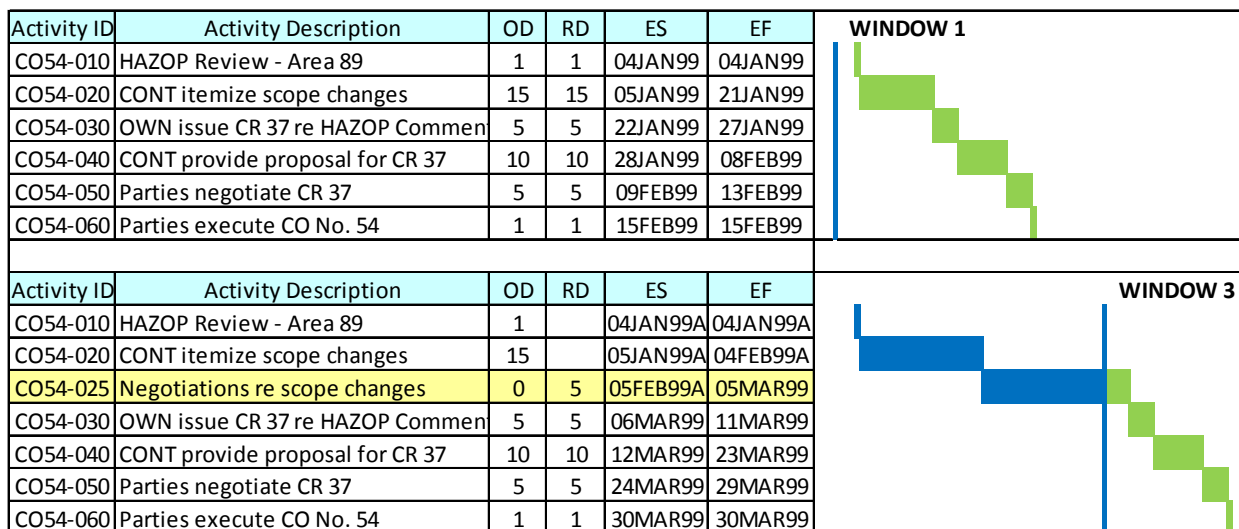 Activity ID Activity Description OD RD ES EF WINDOW 1
CO54-010 HAZOP Review - Area 89 1 1 04JAN99 04JAN99
CO54-020 CONT itemize scope changes 15 15 05JAN99 21JAN99
CO54-030 OWN issue CR 37 re HAZOP Commen 5 5 22JAN99 27JAN99
CO54-040 CONT provide proposal for CR 37 10 10 28JAN99 08FEB99
CO54-050 Parties negotiate CR 37 5 5 09FEB99 13FEB99
CO54-060 Parties execute CO No. 54 1 1 15FEB99 15FEB99
Activity ID Activity Description OD RD ES EF WINDOW 3
CO54-010 HAZOP Review - Area 89 1 04JAN99A 04JAN99A
CO54-020 CONT itemize scope changes 15 05JAN99A 04FEB99A
CO54-025 Negotiations re scope changes 0 5 05FEB99A 05MAR99
CO54-030 OWN issue CR 37 re HAZOP Commen 5 5 06MAR99 11MAR99
CO54-040 CONT provide proposal for CR 37 10 10 12MAR99 23MAR99
CO54-050 Parties negotiate CR 37 5 5 24MAR99 29MAR99
CO54-060 Parties execute CO No. 54 1 1 30MAR99 30MAR99